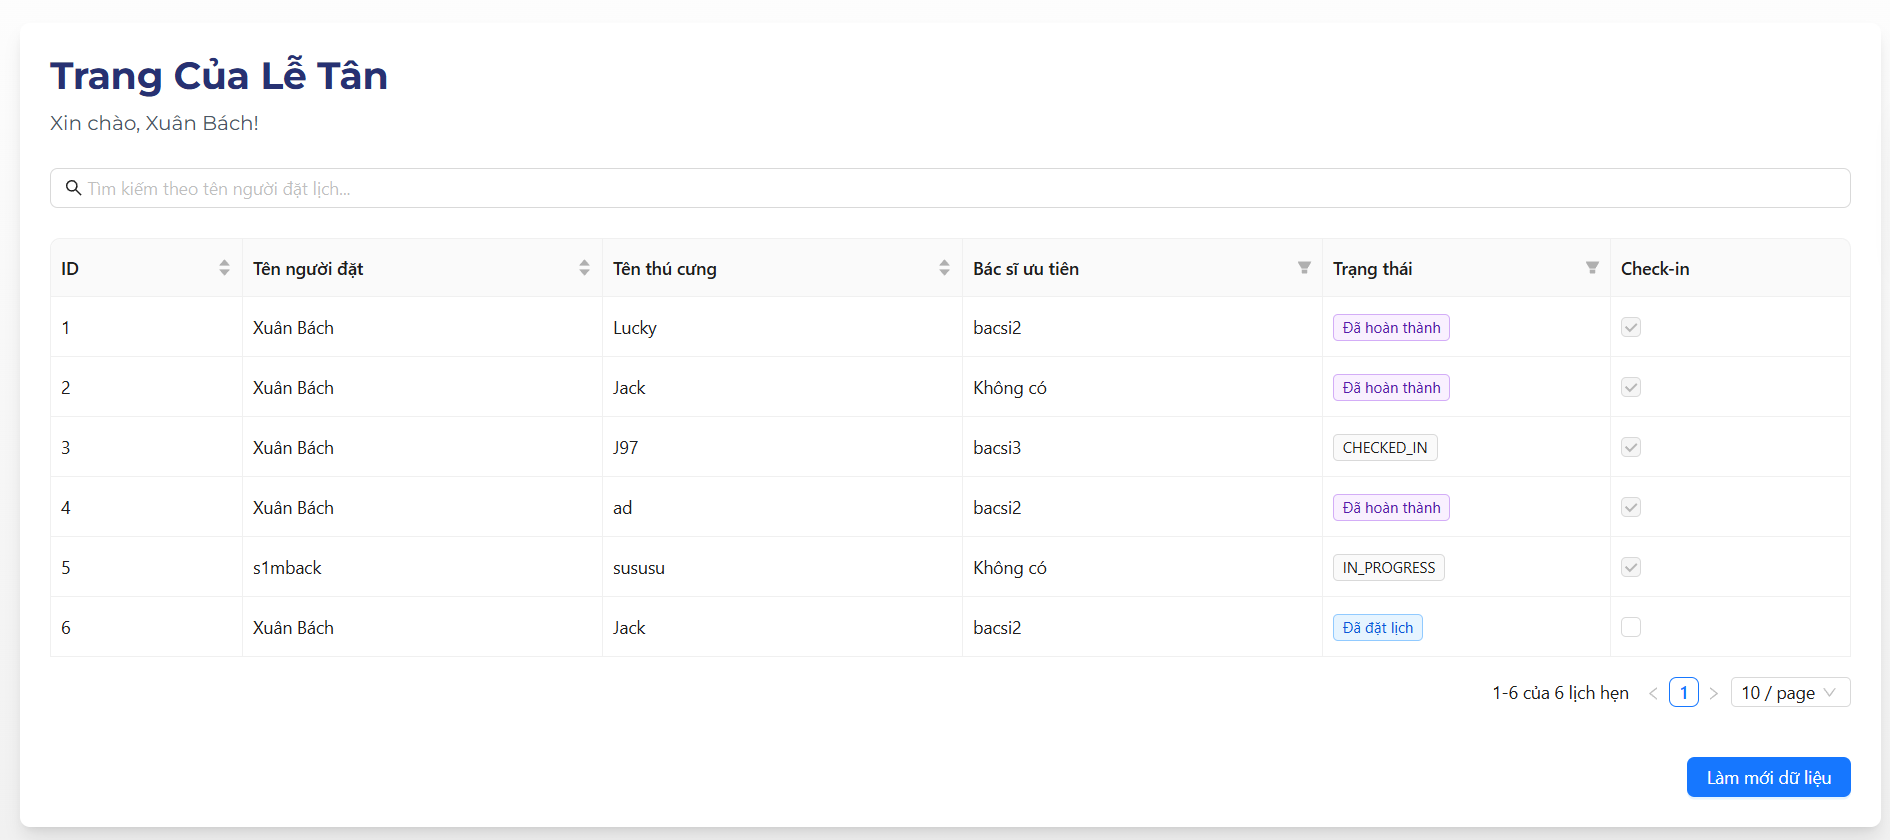 Trang Của Lễ Tân
Xin chào, Xuân Bách!
Tìm kiếm theo tên người đặt lịch...
ID Tên người đặt Tên thú cưng Bác sĩ ưu tiên Trạng thái Check-in
1 Xuân Bách Lucky bacsi2 Đã hoàn thành
2 Xuân Bách Jack Không có Đã hoàn thành
3 Xuân Bách J97 bacsi3 CHECKED_IN
4 Xuân Bách ad bacsi2 Đã hoàn thành
5 s1mback sususu Không có IN_PROGRESS
6 Xuân Bách Jack bacsi2 Đã đặt lịch
1-6 của 6 lịch hẹn < 1 > 10 / page
Làm mới dữ liệu